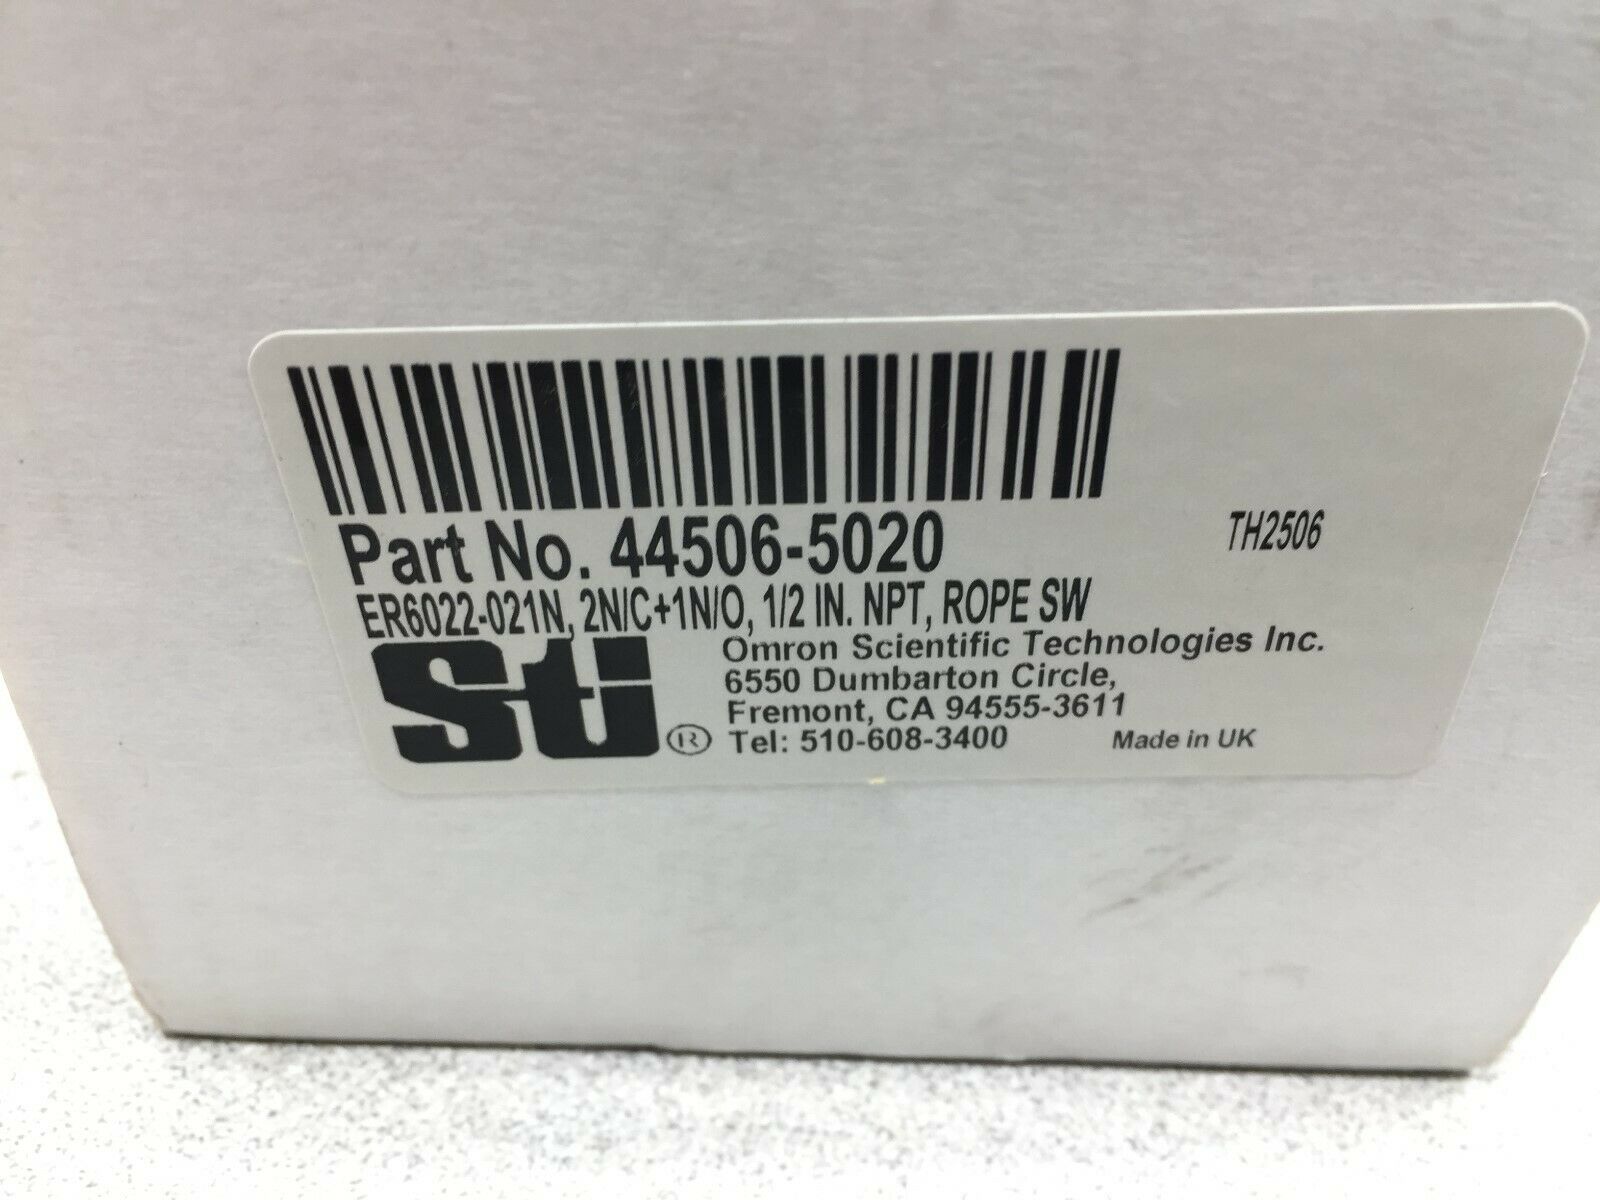 Part No. 44506-5020
TH2506
ER6022-021N, 2N/C+1N/O, 1/2 IN. NPT, ROPE SW
sti ®
Omron Scientific Technologies Inc.
6550 Dumbarton Circle,
Fremont, CA 94555-3611
Tel: 510-608-3400
Made in UK